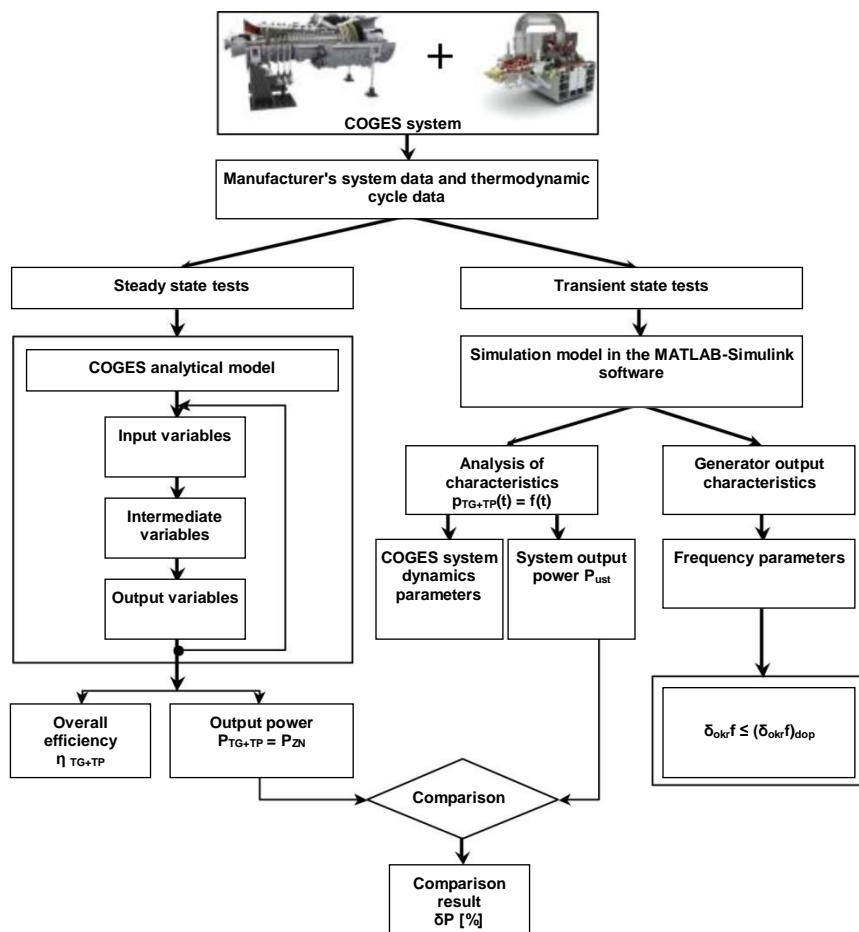 +
COGES system
Manufacturer's system data and thermodynamic
cycle data
Steady state tests
Transient state tests
COGES analytical model
Simulation model in the MATLAB-Simulink
software
Input variables
Intermediate
variables
Output variables
Analysis of
characteristics
pTG+TP(t) = f(t)
Generator output
characteristics
COGES system
dynamics
parameters
System output
power Pust
Frequency parameters
Overall
efficiency
η TG+TP
Output power
PTG+TP = PZN
δokrf ≤ (δokrf)dop
Comparison
Comparison
result
δP [%]